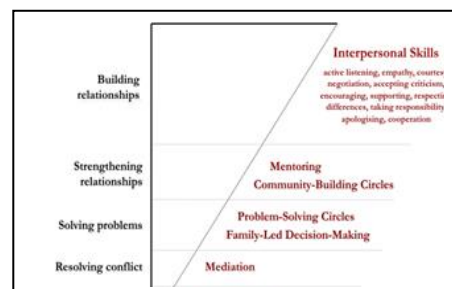 Interpersonal Skills
active listening, empathy, courtes
negotiation, accepting criticism,
encouraging, supporting, respectin
differences, taking responsibility
apologising, cooperation
Building
relationships
Strengthening
relationships
Mentoring
Community-Building Circles
Solving problems
Problem-Solving Circles
Family-Led Decision-Making
Resolving conflict
Mediation